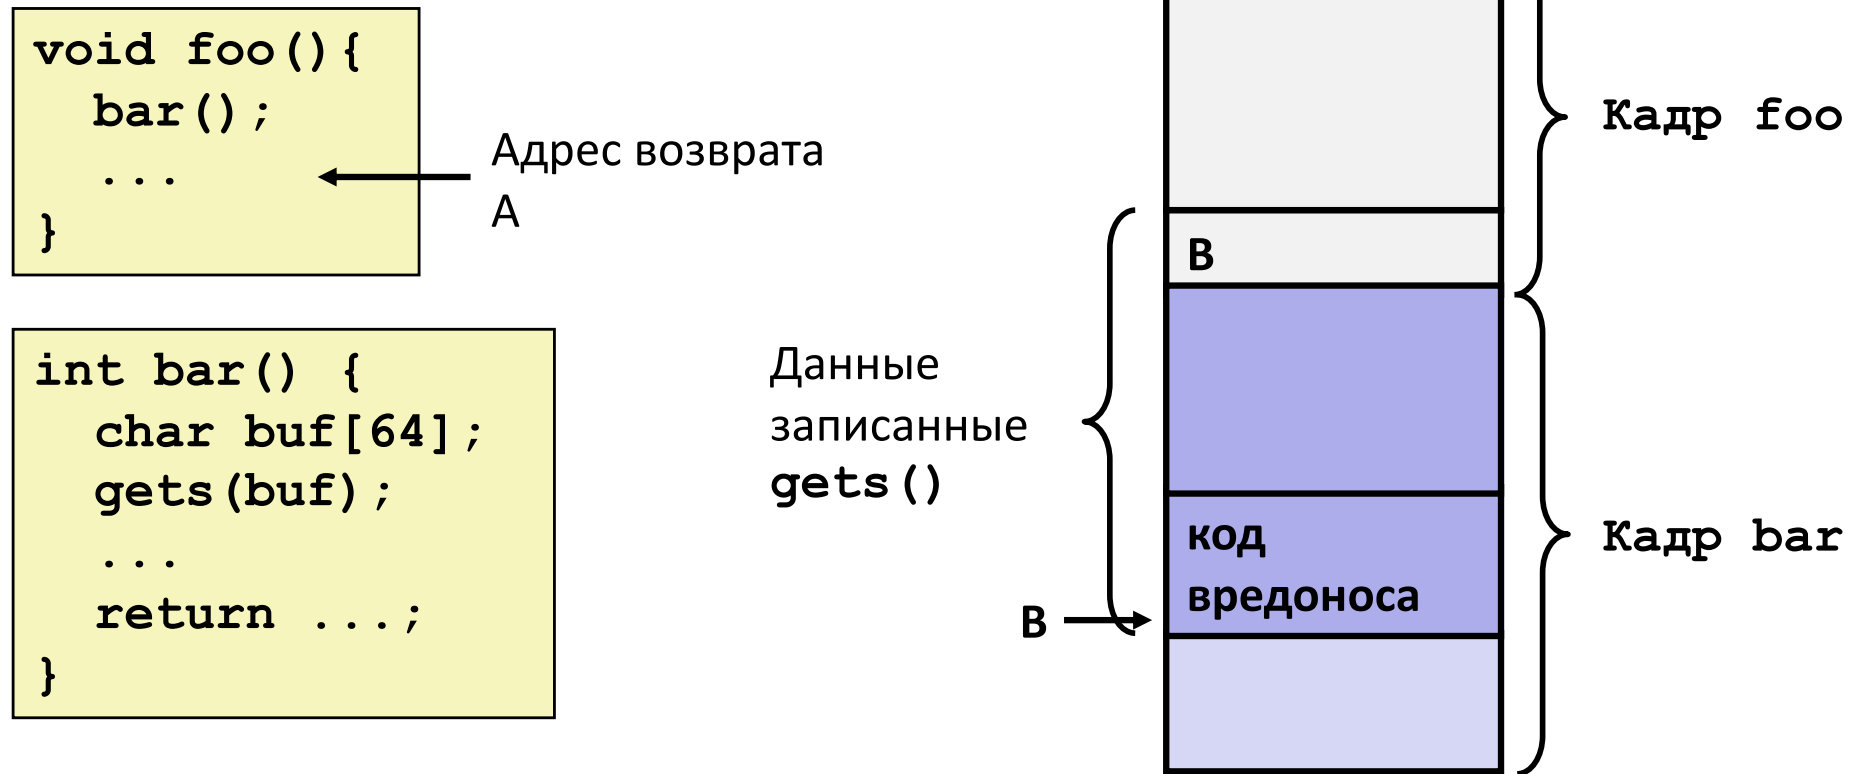 void foo(){
bar();
...
}
Адрес возврата
А
int bar() {
char buf[64];
gets(buf);
...
return ...;
}
Данные
записанные
gets()
B
B
код
вредоноса
Кадр foo
Кадр bar